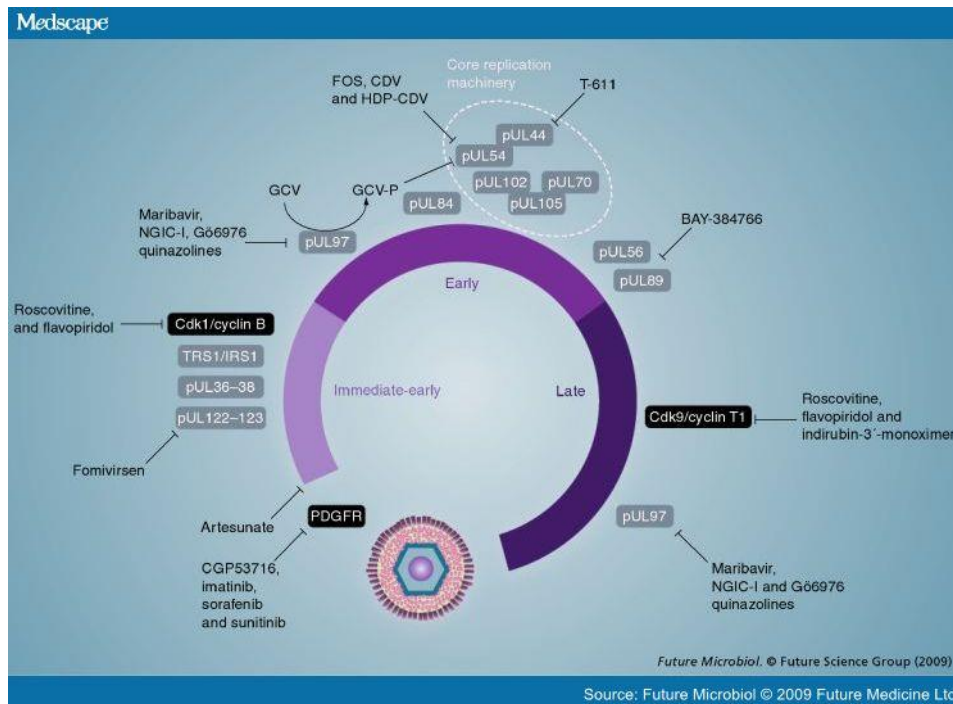 Medscape
Core replication
machinery
FOS, CDV
and HDP-CDV
T-611
pUL44
pUL54
pUL102
pUL70
pUL105
GCV
GCV-P
pUL84
Maribavir,
NGIC-I, Gö6976
quinazolines
pUL97
BAY-384766
pUL56
pUL89
Early
Roscovitine,
and flavopiridol
Cdk1/cyclin B
TRS1/IRS1
pUL36–38
pUL122–123
Immediate-early
Late
Cdk9/cyclin T1
Roscovitine,
flavopiridol and
indirubin-3´-monoximer
Fomivirsen
Artesunate
PDGFR
pUL97
CGP53716,
imatinib,
sorafenib
and sunitinib
Maribavir,
NGIC-I and Gö6976
quinazolines
Future Microbiol. © Future Science Group (2009)
Source: Future Microbiol © 2009 Future Medicine Ltd